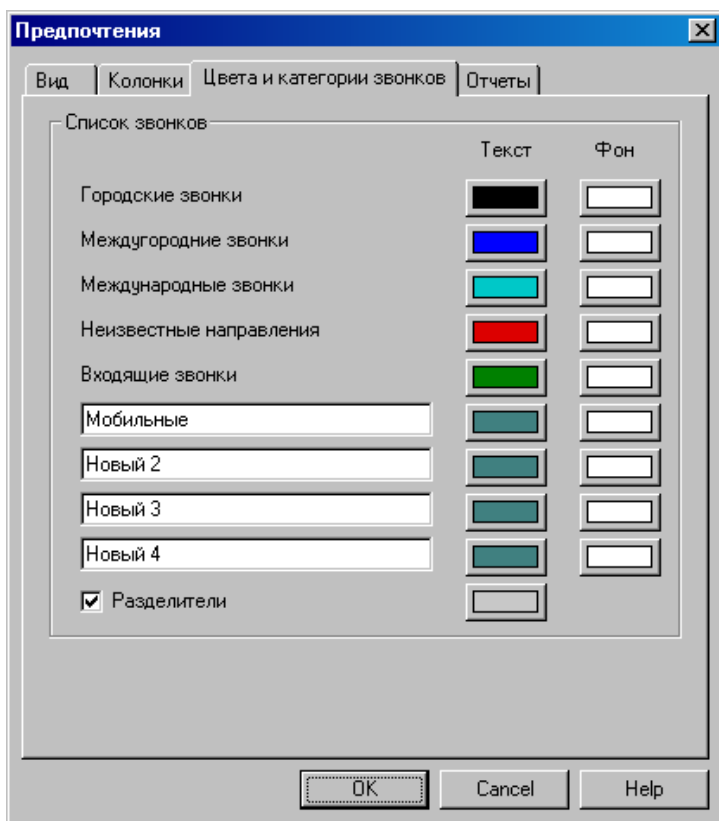 Предпочтения
Вид Колонки Цвета и категории звонков Отчеты
Список звонков
Текст Фон
Городские звонки
Междугородние звонки
Международные звонки
Неизвестные направления
Входящие звонки
Мобильные
Новый 2
Новый 3
Новый 4
Разделители
OK Cancel Help